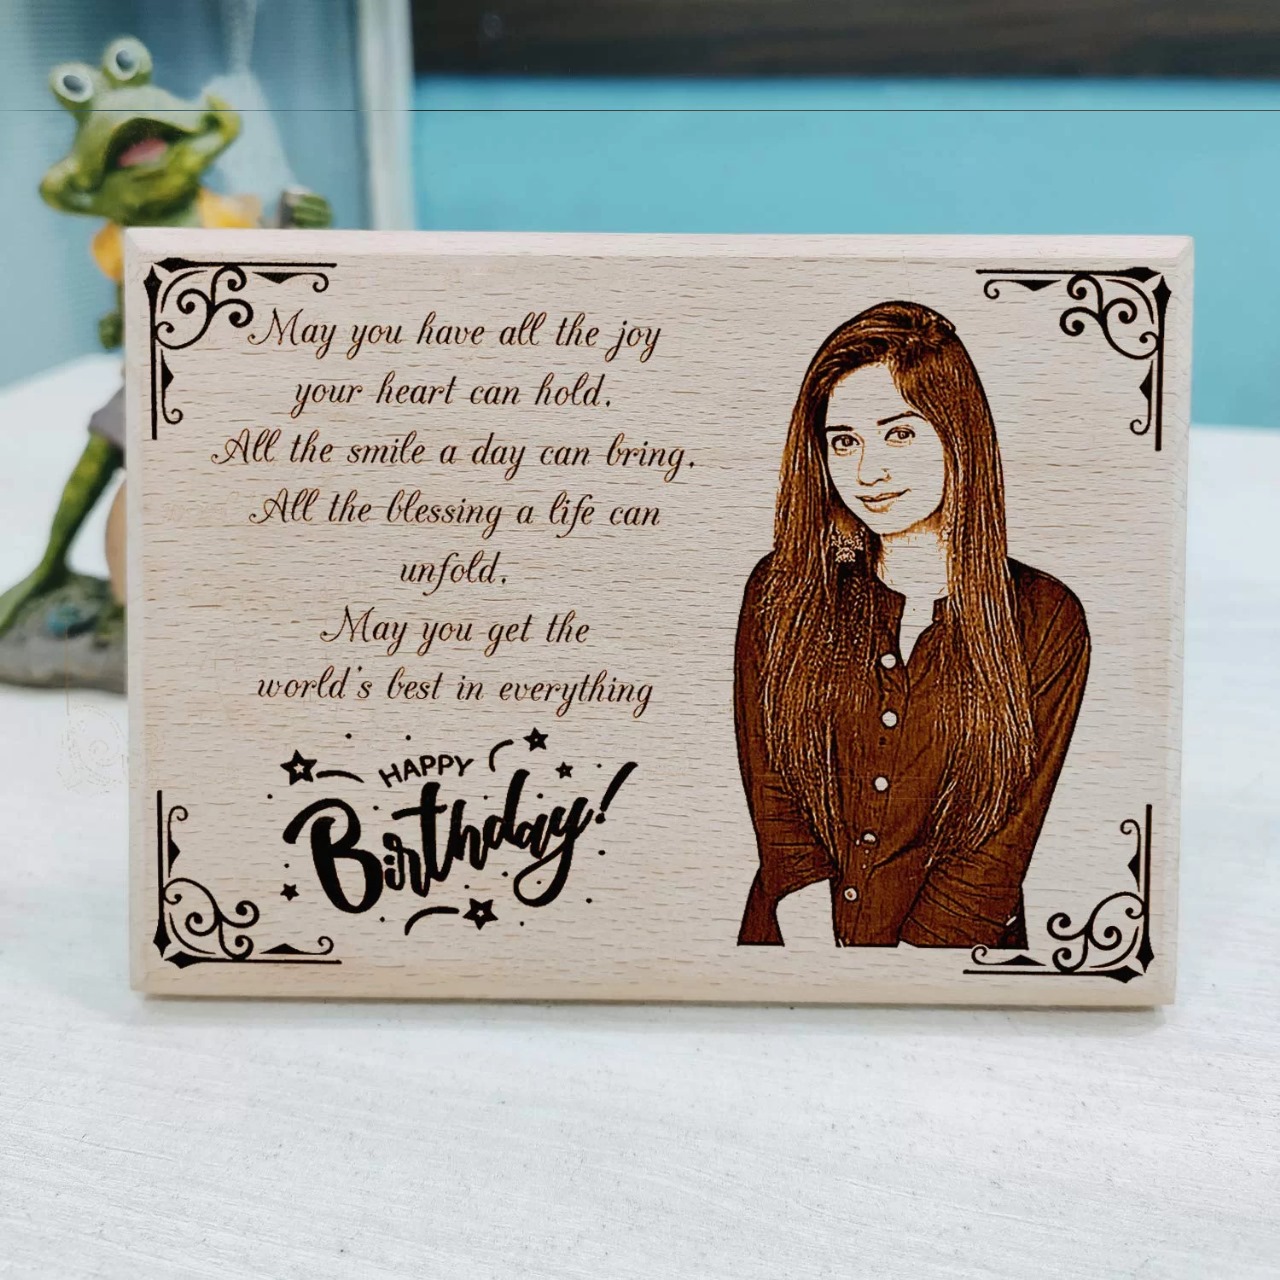 May you have all the joy
your heart can hold.
All the smile a day can bring.
All the blessing a life can
unfold.
May you get the
world's best in everything
HAPPY
Birthday!